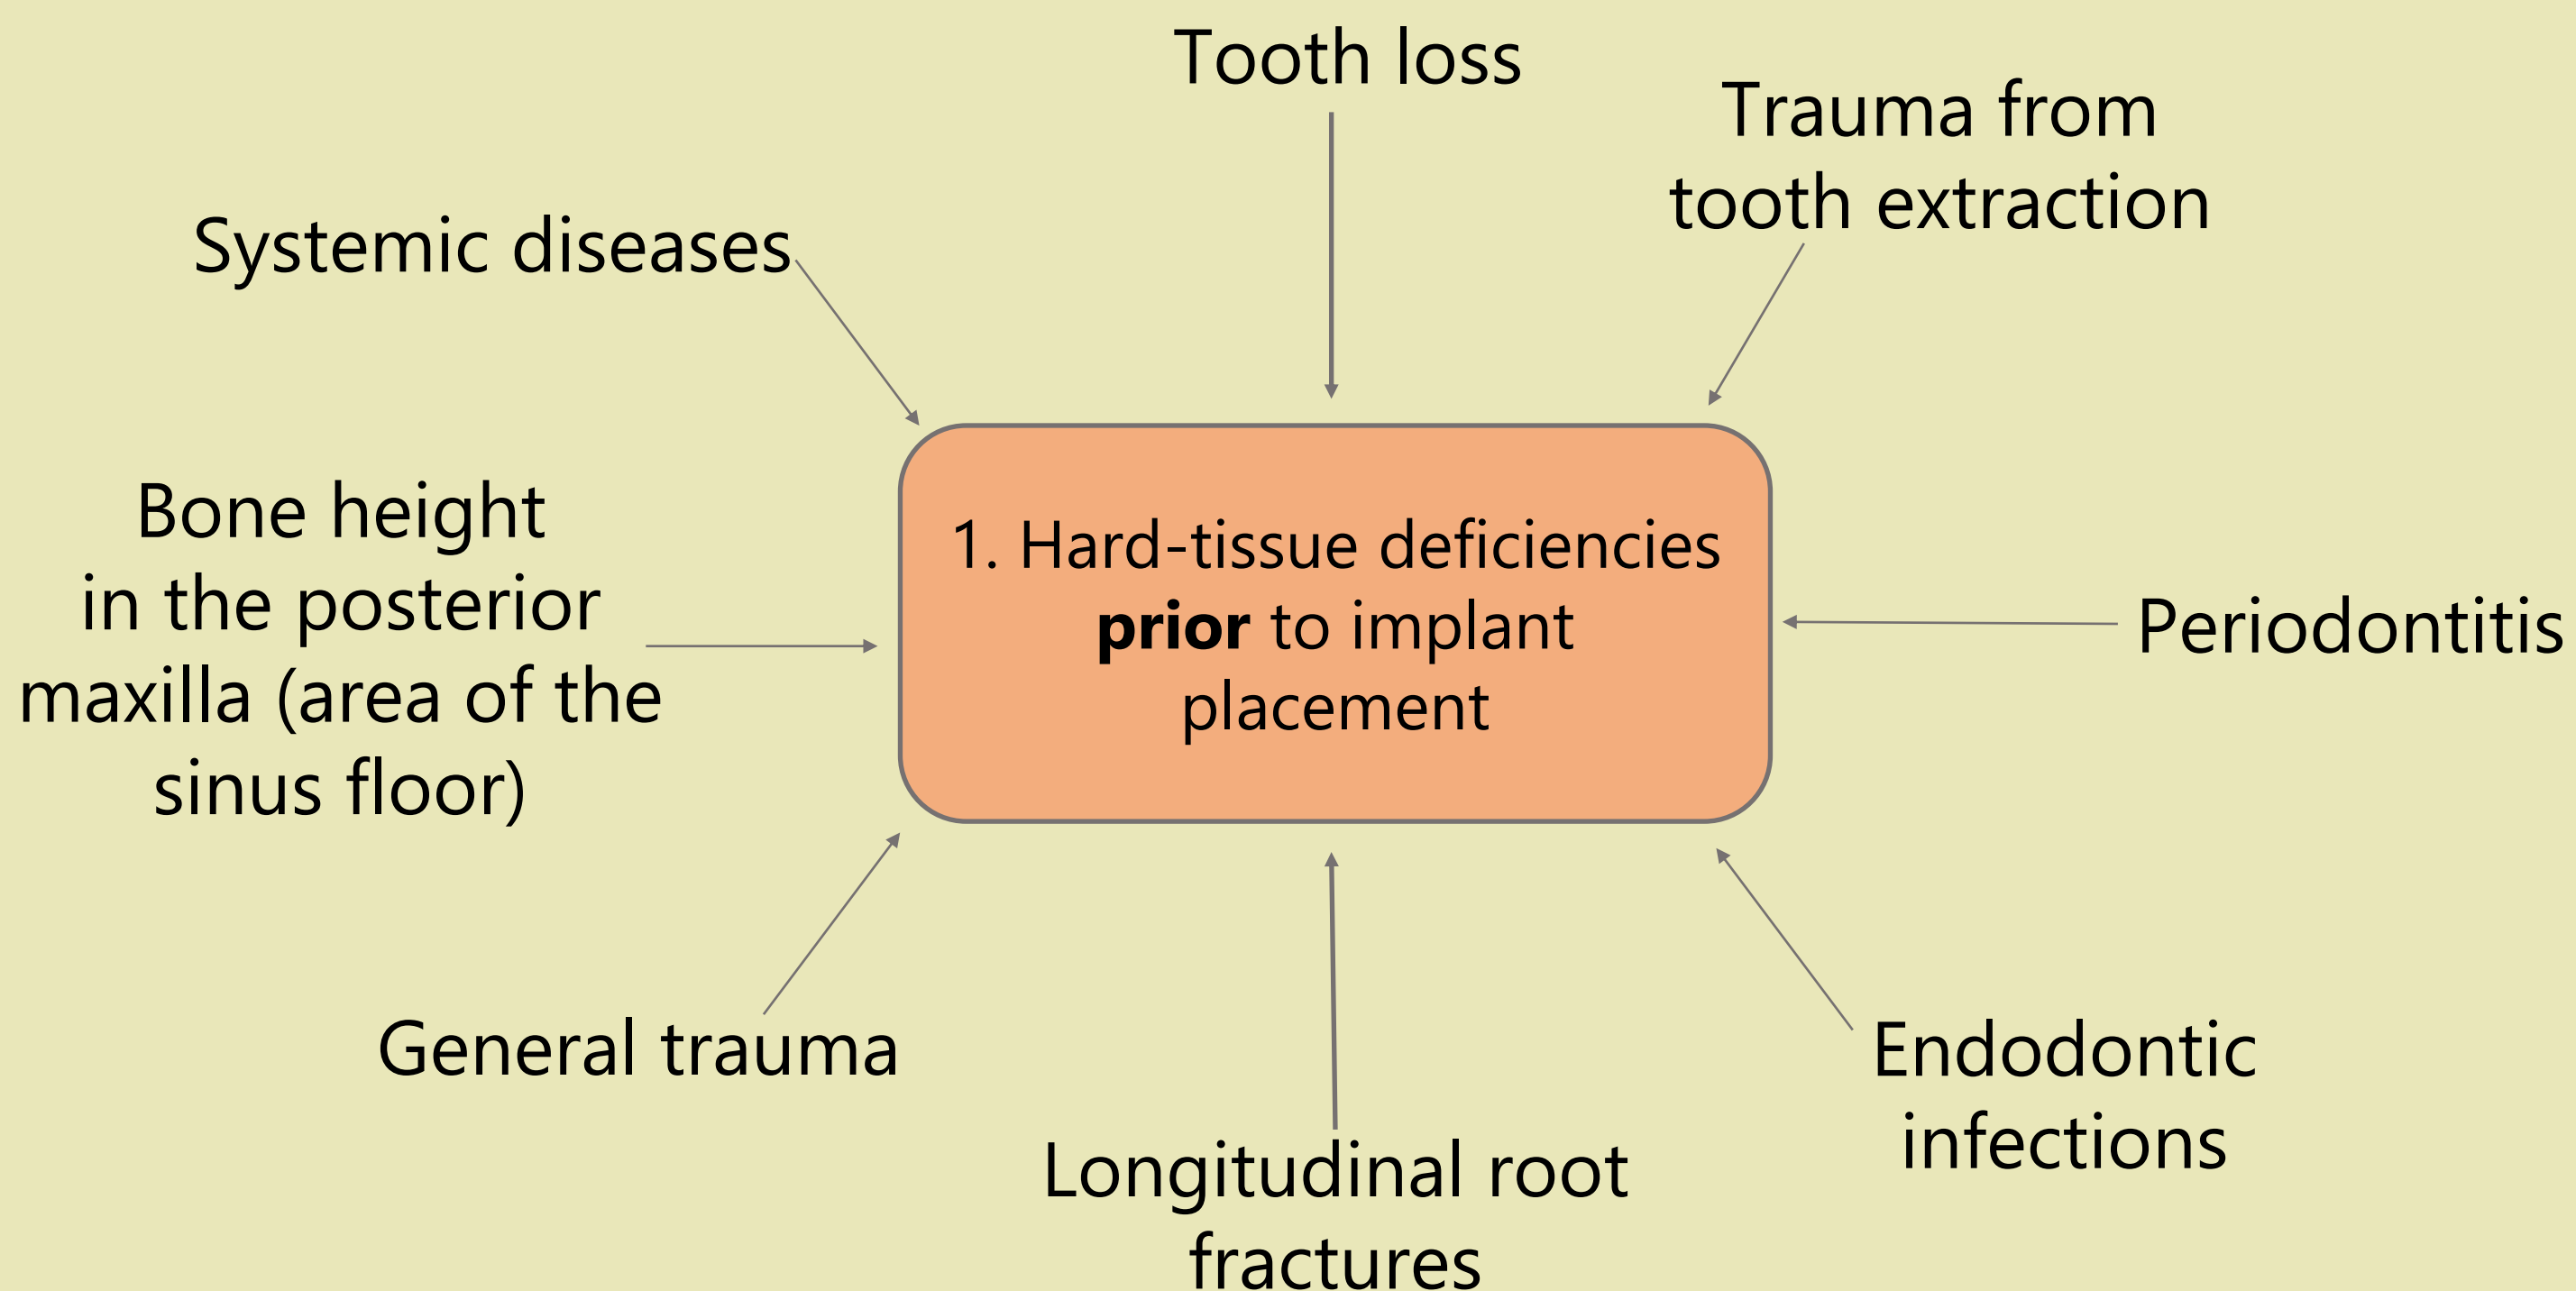 Tooth loss
Trauma from
tooth extraction
Systemic diseases
Bone height
in the posterior
maxilla (area of the
sinus floor)
1. Hard-tissue deficiencies
prior to implant
placement
Periodontitis
General trauma
Endodontic
infections
Longitudinal root
fractures